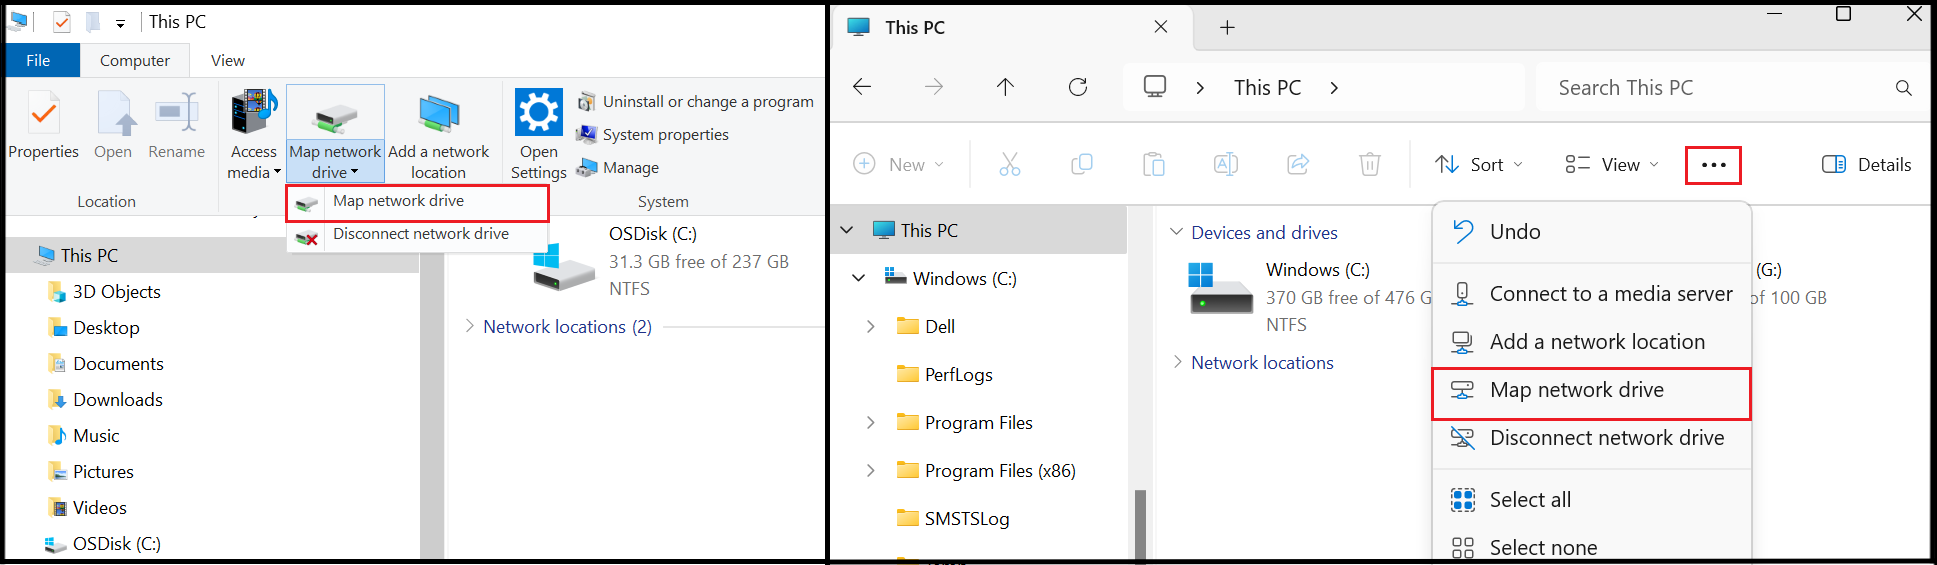 This PC
File Computer View
Properties Open Rename
Access media
Map network drive
Add a network location
Open Settings
Uninstall or change a program
System properties
Manage
Location
System
Map network drive
Disconnect network drive
This PC
3D Objects
Desktop
Documents
Downloads
Music
Pictures
Videos
OSDisk (C:)
OSDisk (C:)
31.3 GB free of 237 GB
NTFS
Network locations (2)
This PC
This PC
Search This PC
New
Sort
View
Details
This PC
Windows (C:)
Dell
PerfLogs
Program Files
Program Files (x86)
SMSTSLog
Devices and drives
Windows (C:)
370 GB free of 476 G
NTFS
(G:)
of 100 GB
Network locations
Undo
Connect to a media server
Add a network location
Map network drive
Disconnect network drive
Select all
Select none